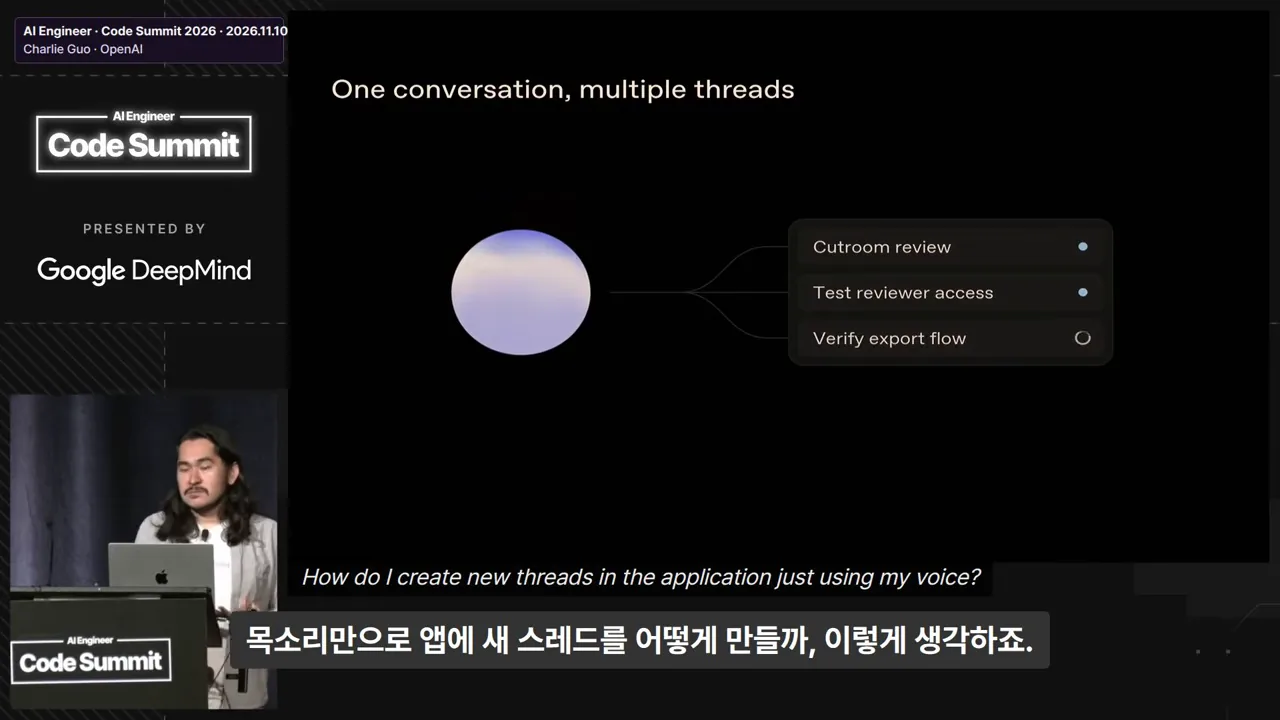 AI Engineer · Code Summit 2026 · 2026.11.10
Charlie Guo · OpenAI
AI Engineer
Code Summit
PRESENTED BY
Google DeepMind
One conversation, multiple threads
Cutroom review
Test reviewer access
Verify export flow
AI Engineer
Code Summit
How do I create new threads in the application just using my voice?
목소리만으로 앱에 새 스레드를 어떻게 만들까, 이렇게 생각하죠.